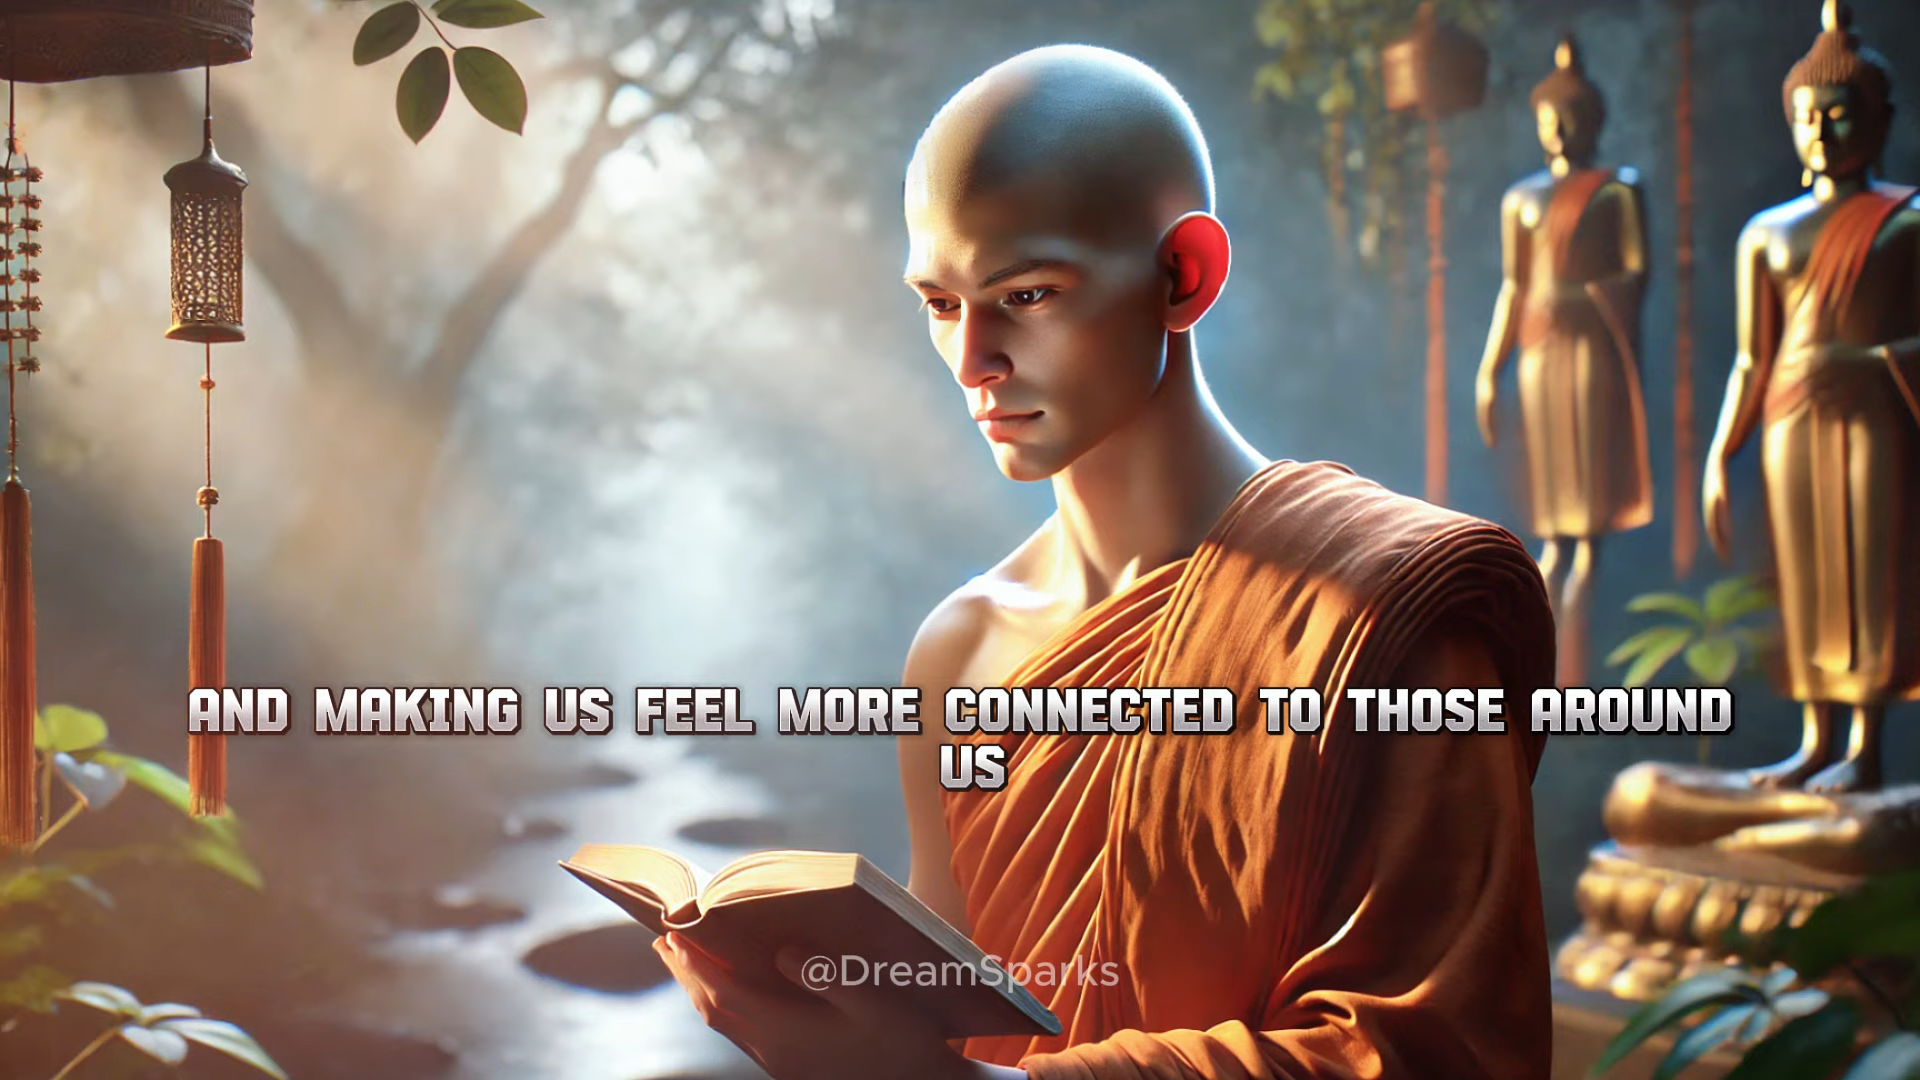 AND MAKING US FEEL MORE CONNECTED TO THOSE AROUND
US
@DreamSparks